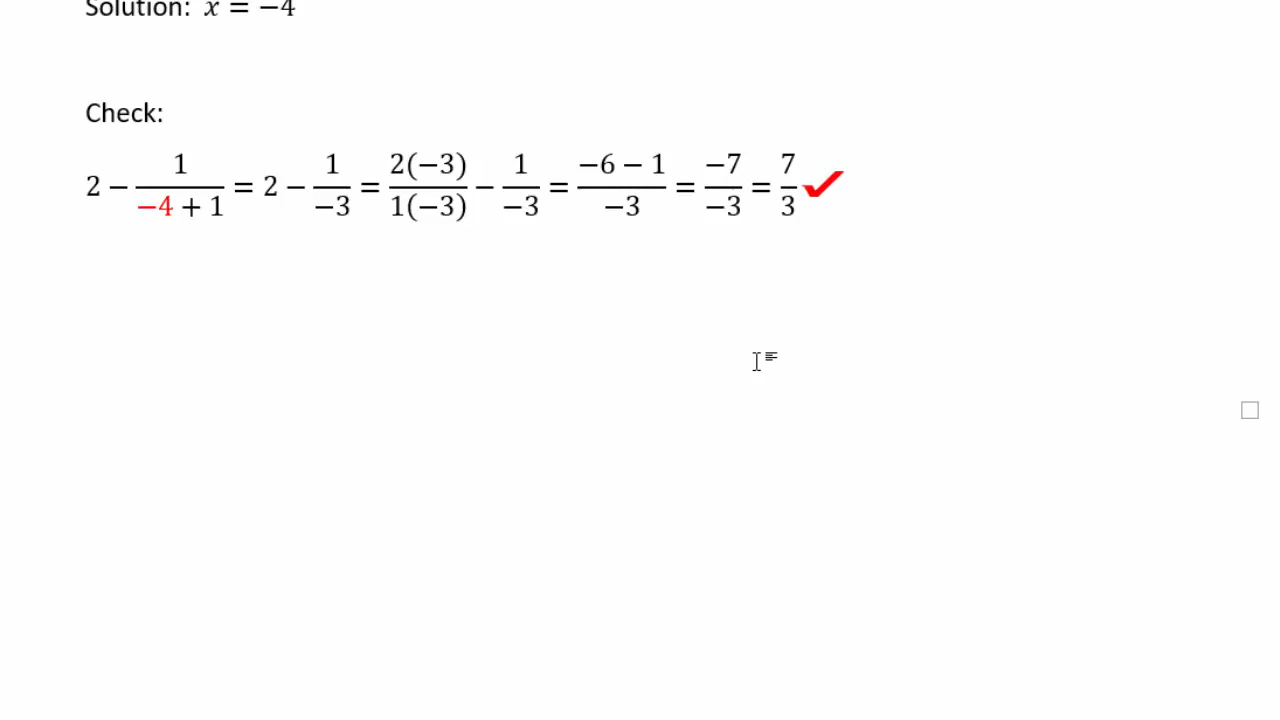 Solution: x = −4
Check:
2 − 1/(−4 + 1) = 2 − 1/−3 = 2(−3)/1(−3) − 1/−3 = (−6 − 1)/−3 = −7/−3 = 7/3 ✓